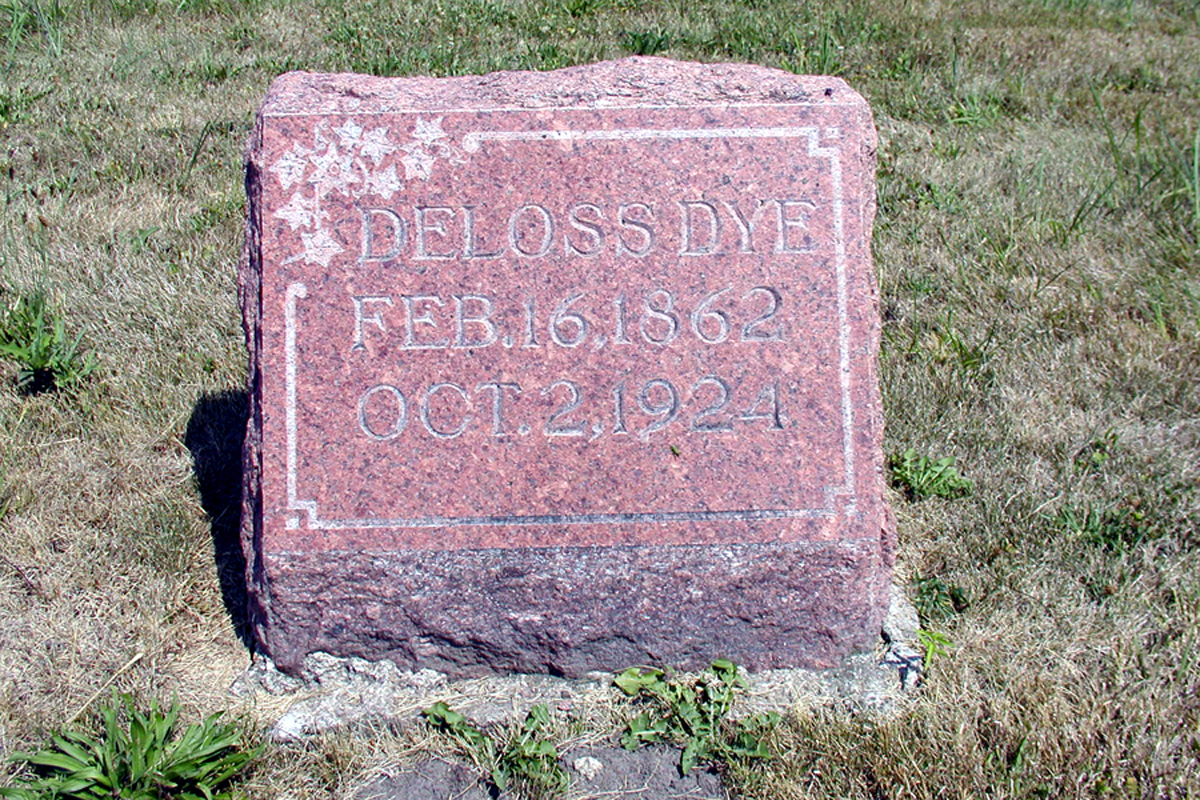 DELOSS DYE
FEB. 16, 1862
OCT. 2, 1924